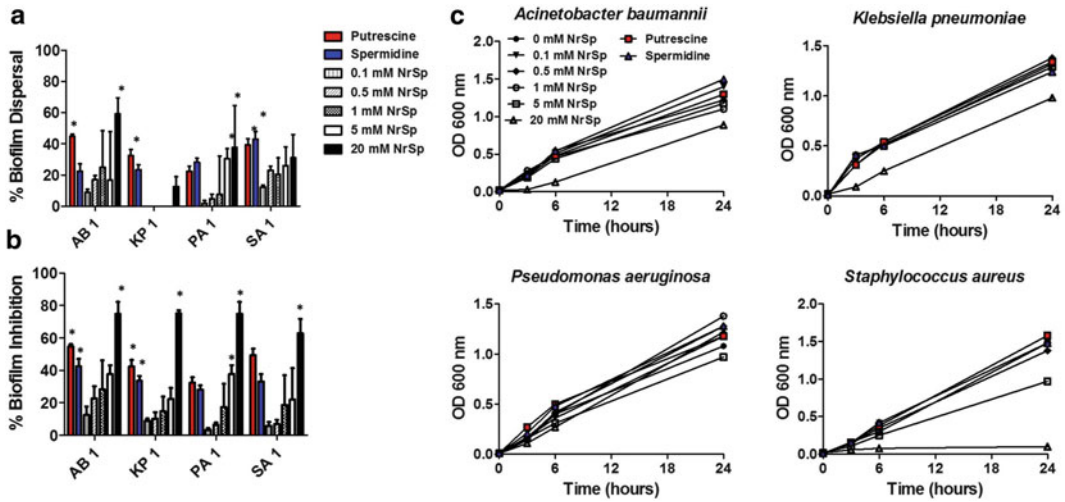 a
% Biofilm Dispersal
100
80
60
40
20
0
*
*
*
*
*
*
*
AB 1
KP 1
PA 1
SA 1
Putrescine
Spermidine
0.1 mM NrSp
0.5 mM NrSp
1 mM NrSp
5 mM NrSp
20 mM NrSp
b
% Biofilm Inhibition
100
80
60
40
20
0
*
*
*
*
*
*
*
*
*
AB 1
KP 1
PA 1
SA 1
c
Acinetobacter baumannii
OD 600 nm
2.0
1.5
1.0
0.5
0.0
0 mM NrSp
0.1 mM NrSp
0.5 mM NrSp
1 mM NrSp
5 mM NrSp
20 mM NrSp
Putrescine
Spermidine
0 6 12 18 24
Time (hours)
Klebsiella pneumoniae
OD 600 nm
1.5
1.0
0.5
0.0
0 6 12 18 24
Time (hours)
Pseudomonas aeruginosa
OD 600 nm
1.5
1.0
0.5
0.0
0 6 12 18 24
Time (hours)
Staphylococcus aureus
OD 600 nm
2.0
1.5
1.0
0.5
0.0
0 6 12 18 24
Time (hours)